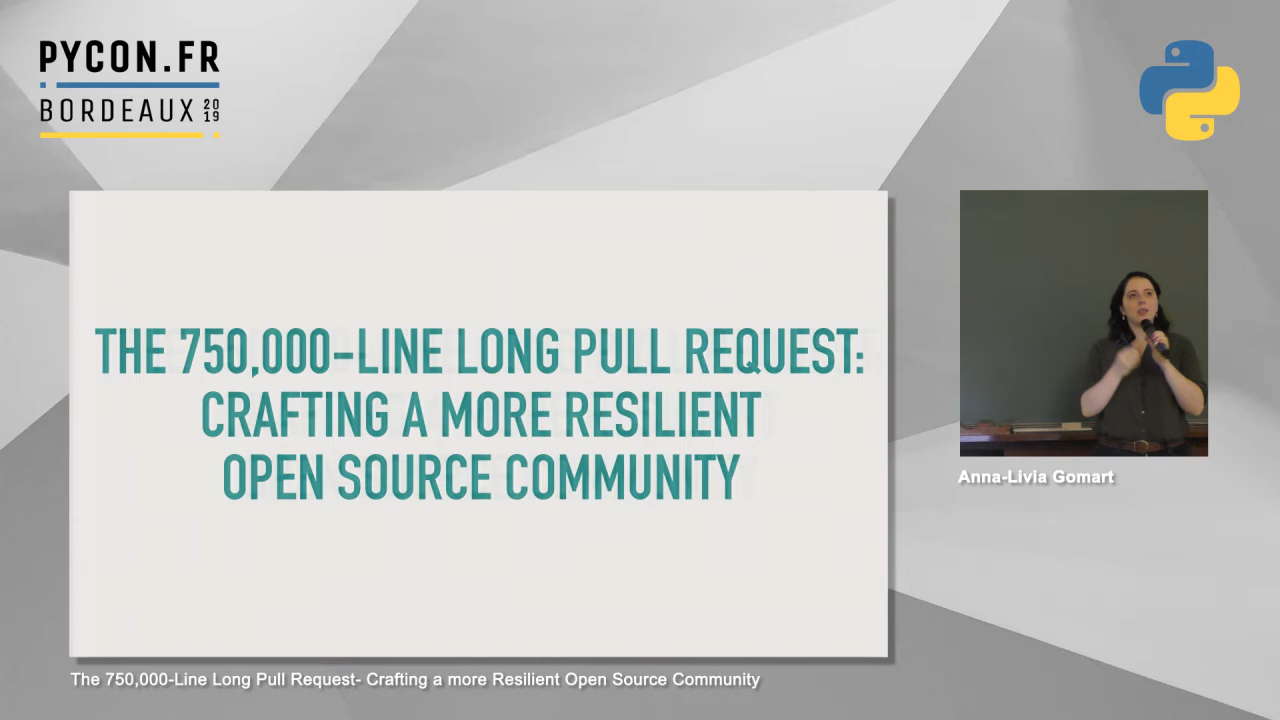 PYCON.FR
BORDEAUX 2019
THE 750,000-LINE LONG PULL REQUEST:
CRAFTING A MORE RESILIENT
OPEN SOURCE COMMUNITY
Anna-Livia Gomart
The 750,000-Line Long Pull Request- Crafting a more Resilient Open Source Community